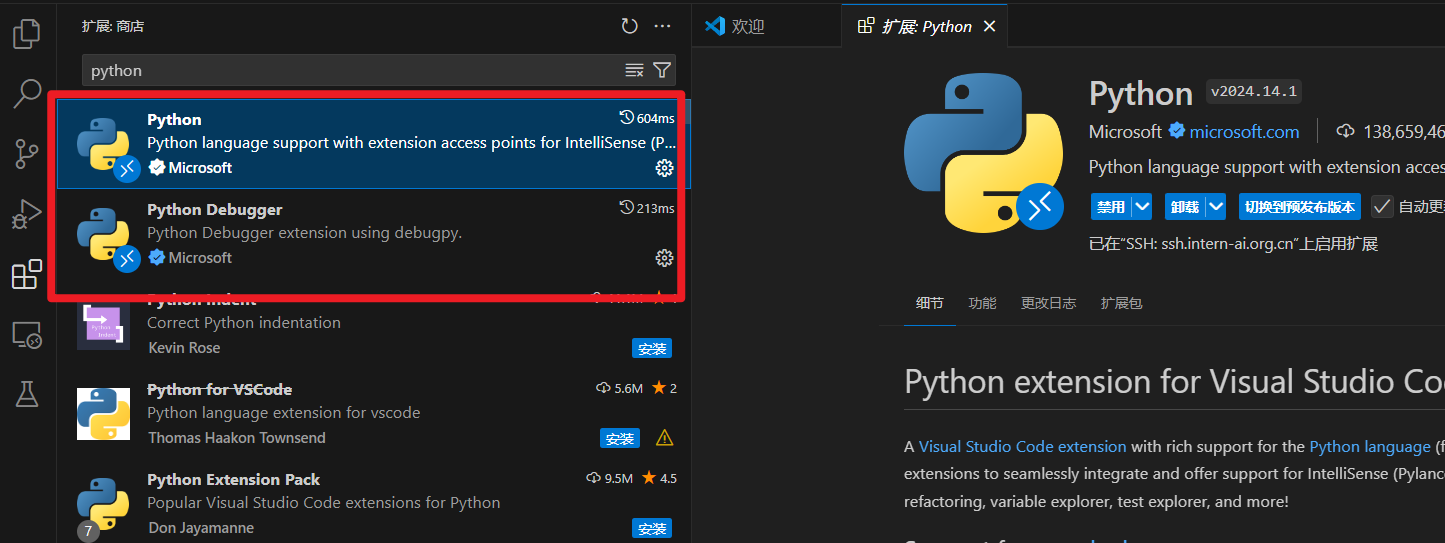 扩展: 商店
python
Python
604ms
Python language support with extension access points for IntelliSense (P...
Microsoft
Python Debugger
213ms
Python Debugger extension using debugpy.
Microsoft
Python Indent
Correct Python indentation
Kevin Rose
安装
Python for VSCode
5.6M 2
Python language extension for vscode
Thomas Haakon Townsend
安装
Python Extension Pack
9.5M 4.5
Popular Visual Studio Code extensions for Python
Don Jayamanne
安装
7
欢迎
扩展: Python
Python v2024.14.1
Microsoft microsoft.com 138,659,46
Python language support with extension acces
禁用 卸载 切换到预发布版本 自动更
已在"SSH: ssh.intern-ai.org.cn"上启用扩展
细节 功能 更改日志 扩展包
Python extension for Visual Studio Co
A Visual Studio Code extension with rich support for the Python language (f
extensions to seamlessly integrate and offer support for IntelliSense (Pylanc
refactoring, variable explorer, test explorer, and more!